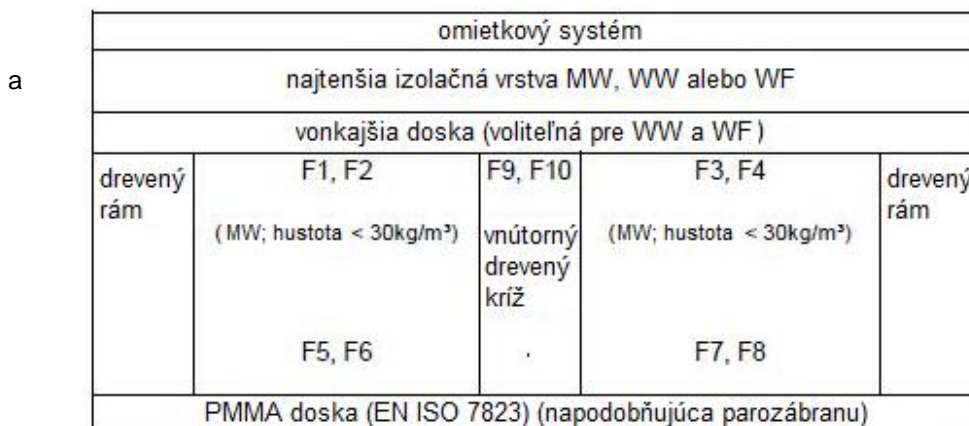 omietkový systém
a
najtenšia izolačná vrstva MW, WW alebo WF
vonkajšia doska (voliteľná pre WW a WF)
drevený
rám
F1, F2
(MW; hustota < 30kg/m³)
F5, F6
F9, F10
vnútorný
drevený
kríž
F3, F4
(MW; hustota < 30kg/m³)
F7, F8
drevený
rám
PMMA doska (EN ISO 7823) (napodobňujúca parozábranu)